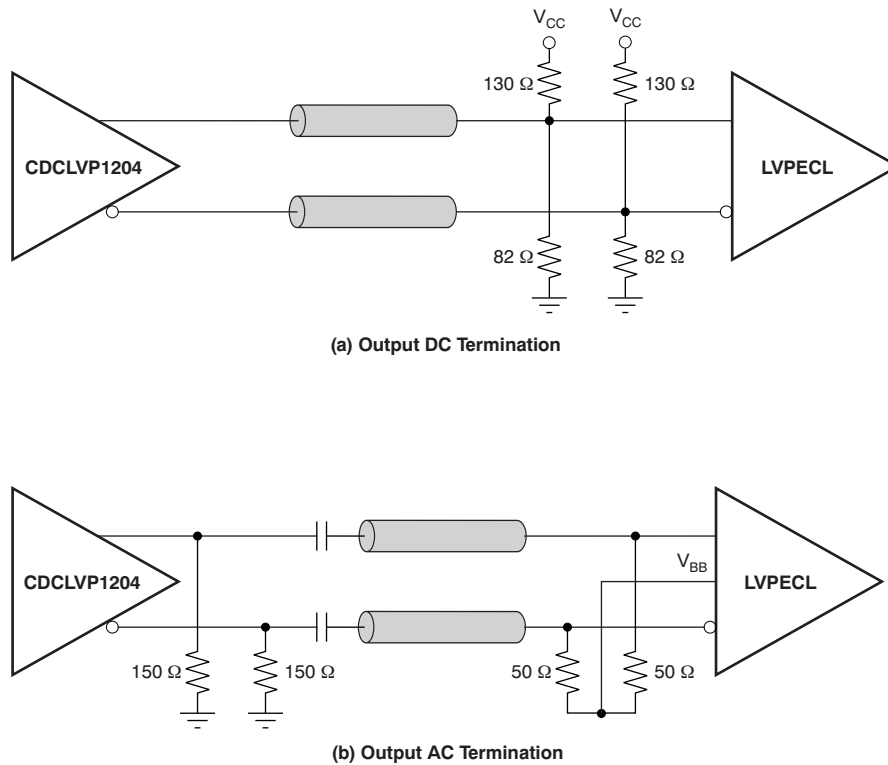 V_CC V_CC
130 Ω 130 Ω
CDCLVP1204 LVPECL
82 Ω 82 Ω
(a) Output DC Termination
V_BB
CDCLVP1204 LVPECL
150 Ω 150 Ω 50 Ω 50 Ω
(b) Output AC Termination